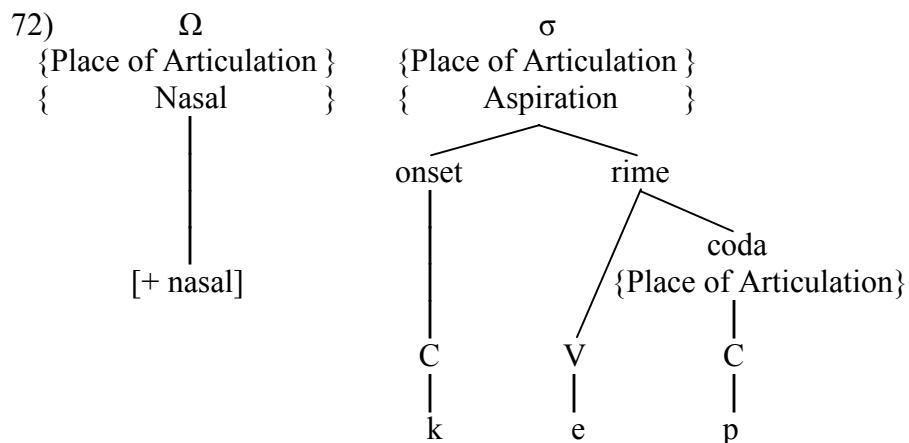 72) Ω σ
{Place of Articulation } {Place of Articulation }
{ Nasal } { Aspiration }
onset rime
coda
[+ nasal] {Place of Articulation}
C V C
k e p